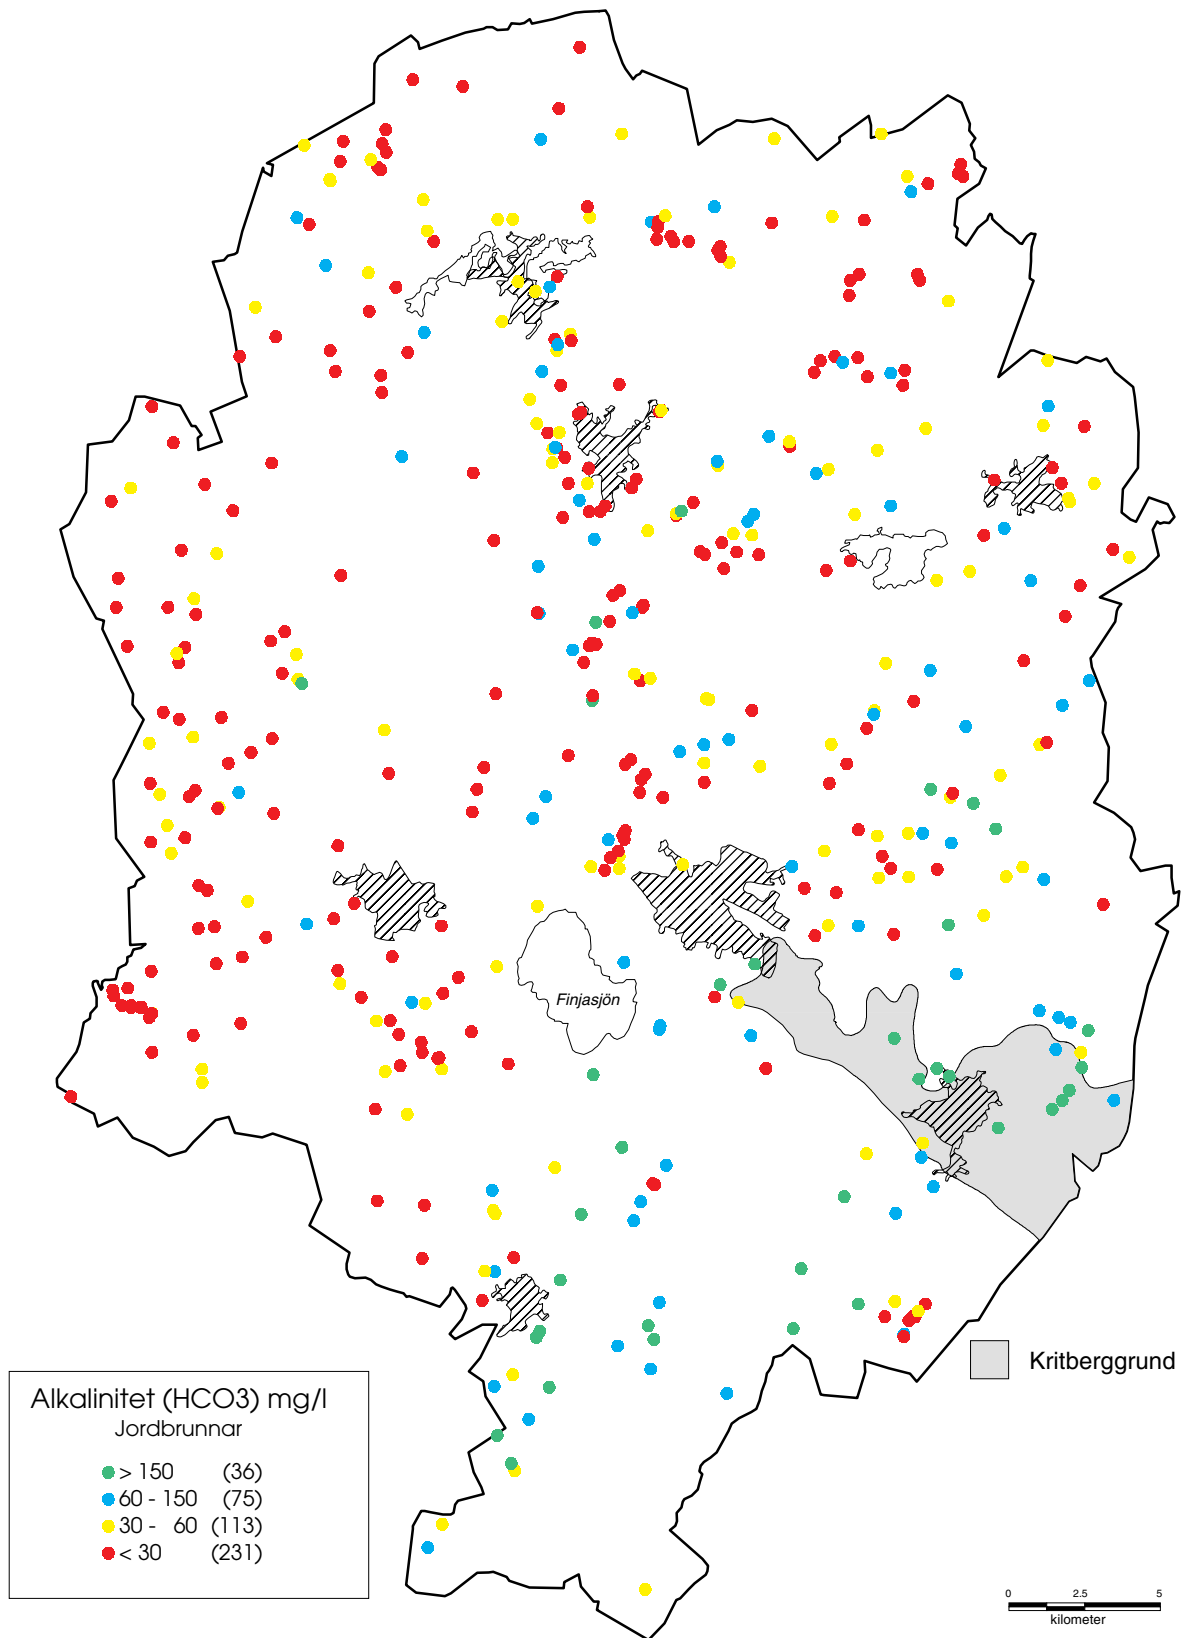 Finjasjön
Kritberggrund
Alkalinitet (HCO3) mg/l
Jordbrunnar
> 150 (36)
60 - 150 (75)
30 - 60 (113)
< 30 (231)
0 2.5 5
kilometer